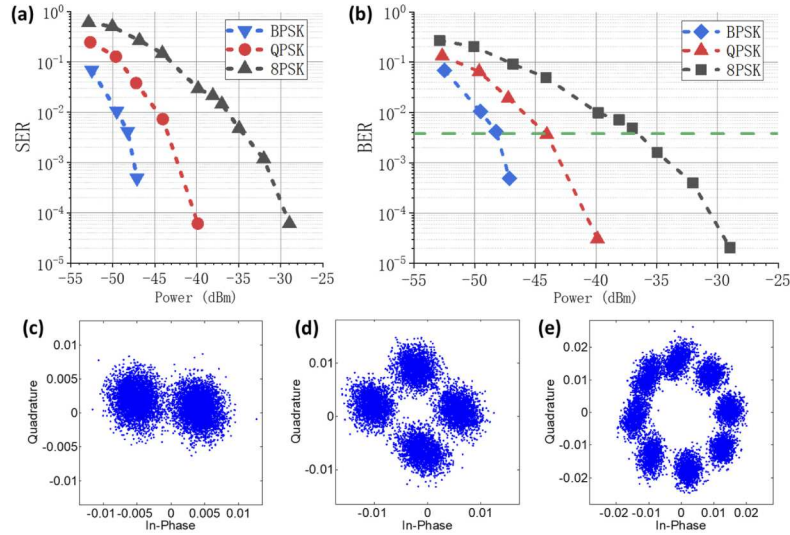 (a)
10⁰
10⁻¹
10⁻²
10⁻³
10⁻⁴
10⁻⁵
SER
BPSK
QPSK
8PSK
-55 -50 -45 -40 -35 -30 -25
Power (dBm)
(b)
10⁰
10⁻¹
10⁻²
10⁻³
10⁻⁴
10⁻⁵
BER
BPSK
QPSK
8PSK
-55 -50 -45 -40 -35 -30 -25
Power (dBm)
(c)
0.01
0.005
0
-0.005
-0.01
Quadrature
-0.01 -0.005 0 0.005 0.01
In-Phase
(d)
0.01
0
-0.01
Quadrature
-0.01 0 0.01
In-Phase
(e)
0.02
0.01
0
-0.01
-0.02
Quadrature
-0.02 -0.01 0 0.01 0.02
In-Phase